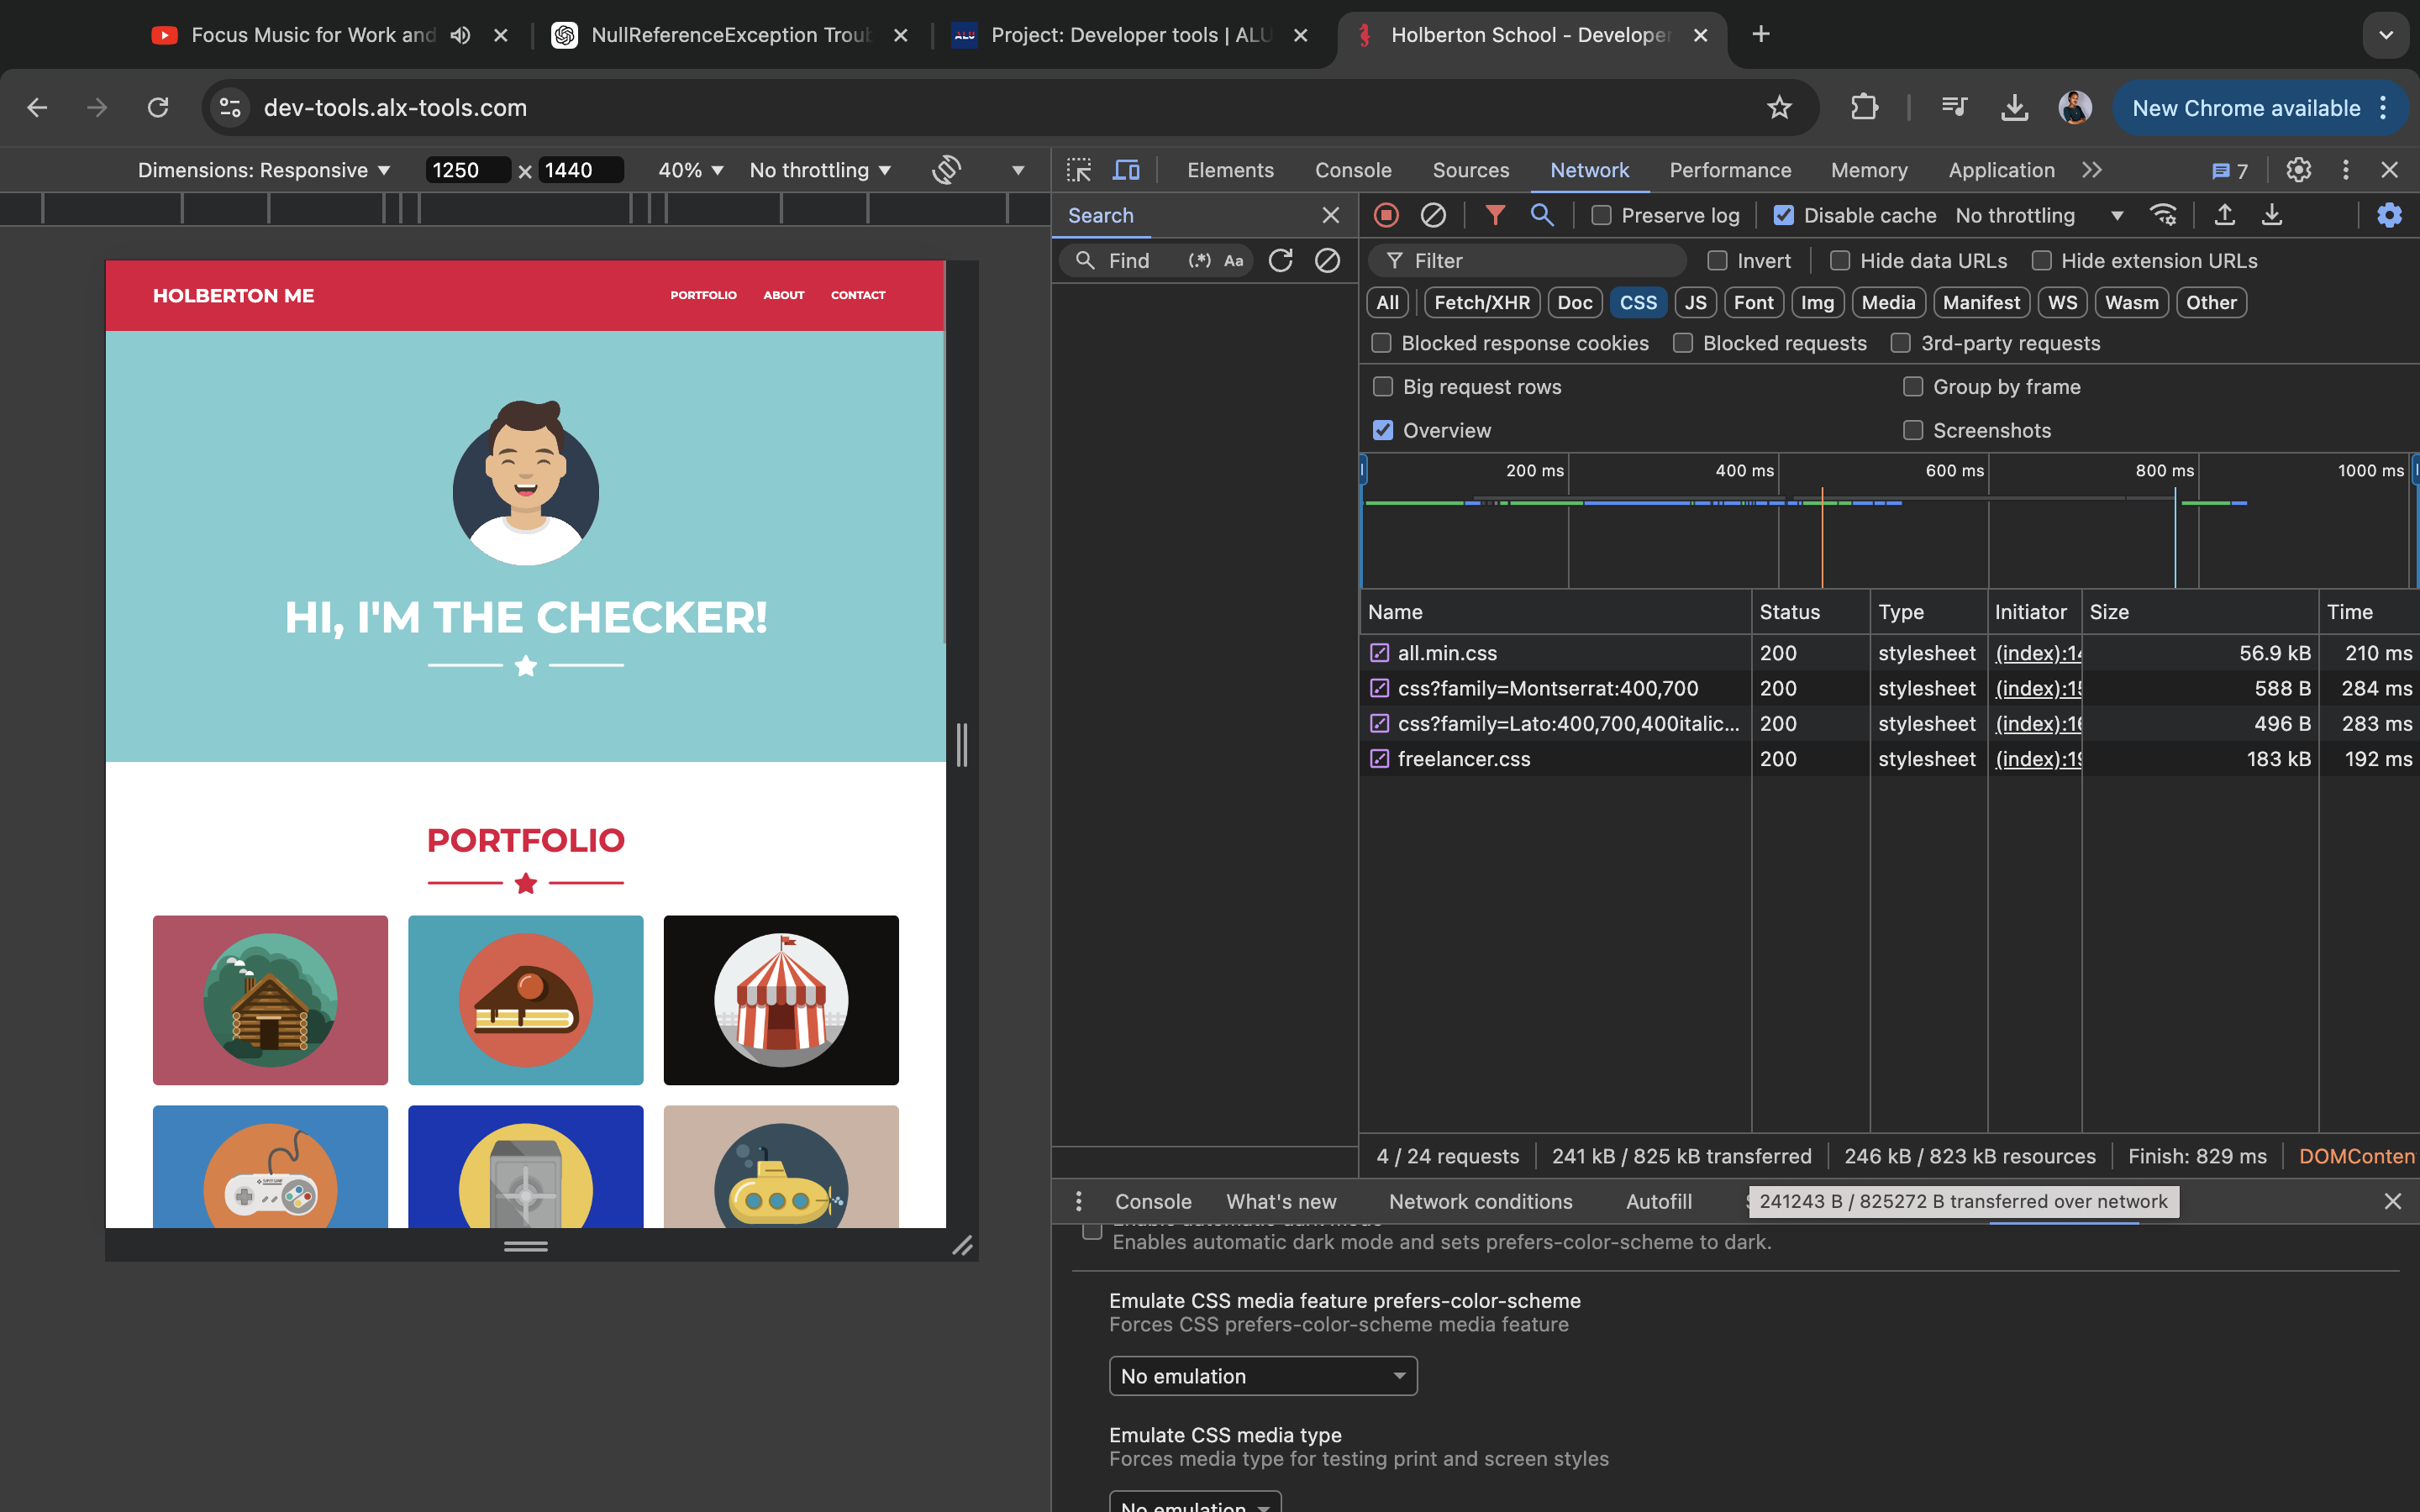 Focus Music for Work and
NullReferenceException Troub
Project: Developer tools | ALU
Holberton School - Developer
dev-tools.alx-tools.com
New Chrome available
Dimensions: Responsive
1250 × 1440
40%
No throttling
Elements
Console
Sources
Network
Performance
Memory
Application
7
Search
Preserve log
Disable cache
No throttling
Find
(.*)
Aa
Filter
Invert
Hide data URLs
Hide extension URLs
All
Fetch/XHR
Doc
CSS
JS
Font
Img
Media
Manifest
WS
Wasm
Other
Blocked response cookies
Blocked requests
3rd-party requests
Big request rows
Group by frame
Overview
Screenshots
200 ms
400 ms
600 ms
800 ms
1000 ms
Name Status Type Initiator Size Time
all.min.css 200 stylesheet (index):14 56.9 kB 210 ms
css?family=Montserrat:400,700 200 stylesheet (index):15 588 B 284 ms
css?family=Lato:400,700,400italic... 200 stylesheet (index):16 496 B 283 ms
freelancer.css 200 stylesheet (index):19 183 kB 192 ms
4 / 24 requests
241 kB / 825 kB transferred
246 kB / 823 kB resources
Finish: 829 ms
DOMConten
Console
What's new
Network conditions
Autofill
241243 B / 825272 B transferred over network
Enables automatic dark mode and sets prefers-color-scheme to dark.
Emulate CSS media feature prefers-color-scheme
Forces CSS prefers-color-scheme media feature
No emulation
Emulate CSS media type
Forces media type for testing print and screen styles
No emulation
HOLBERTON ME
PORTFOLIO
ABOUT
CONTACT
HI, I'M THE CHECKER!
PORTFOLIO